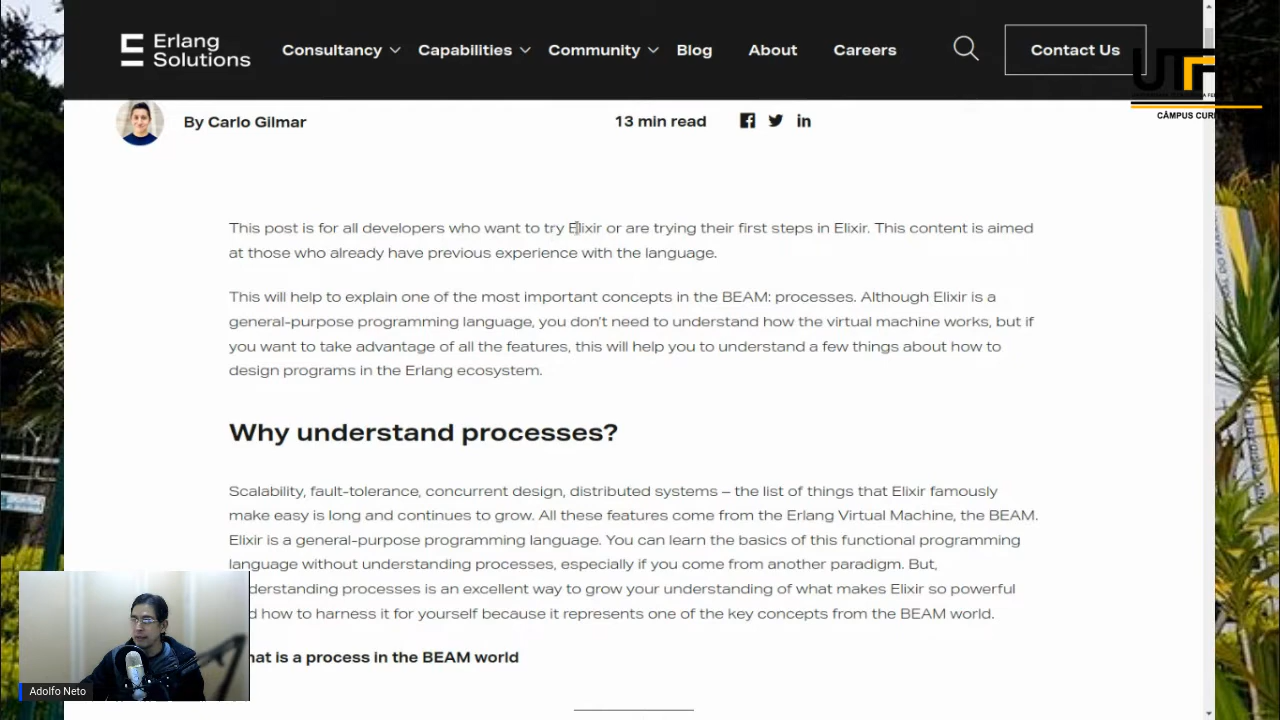 Erlang
Solutions
Consultancy Capabilities Community Blog About Careers Contact Us
UTF
CÂMPUS CURI
By Carlo Gilmar 13 min read
This post is for all developers who want to try Elixir or are trying their first steps in Elixir. This content is aimed
at those who already have previous experience with the language.
This will help to explain one of the most important concepts in the BEAM: processes. Although Elixir is a
general-purpose programming language, you don’t need to understand how the virtual machine works, but if
you want to take advantage of all the features, this will help you to understand a few things about how to
design programs in the Erlang ecosystem.
Why understand processes?
Scalability, fault-tolerance, concurrent design, distributed systems – the list of things that Elixir famously
make easy is long and continues to grow. All these features come from the Erlang Virtual Machine, the BEAM.
Elixir is a general-purpose programming language. You can learn the basics of this functional programming
language without understanding processes, especially if you come from another paradigm. But,
derstanding processes is an excellent way to grow your understanding of what makes Elixir so powerful
d how to harness it for yourself because it represents one of the key concepts from the BEAM world.
hat is a process in the BEAM world
Adolfo Neto